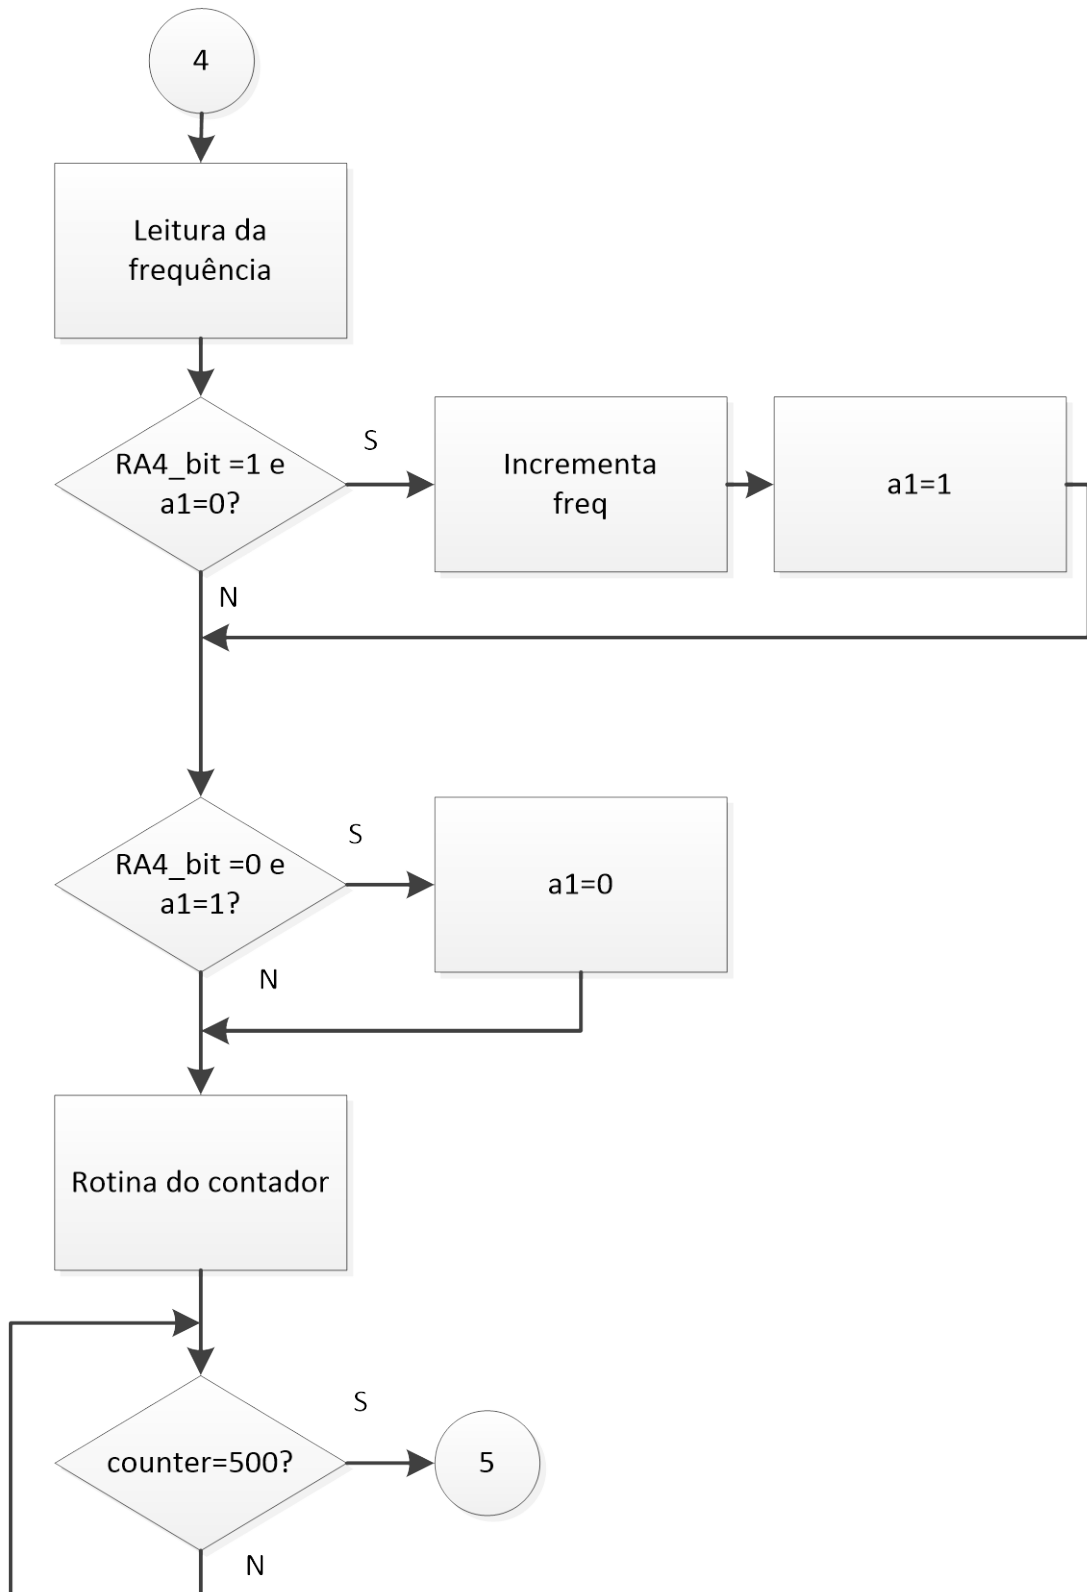 4
Leitura da
frequência
RA4_bit =1 e
a1=0?
S
Incrementa
freq
a1=1
N
RA4_bit =0 e
a1=1?
S
a1=0
N
Rotina do contador
counter=500?
S
5
N